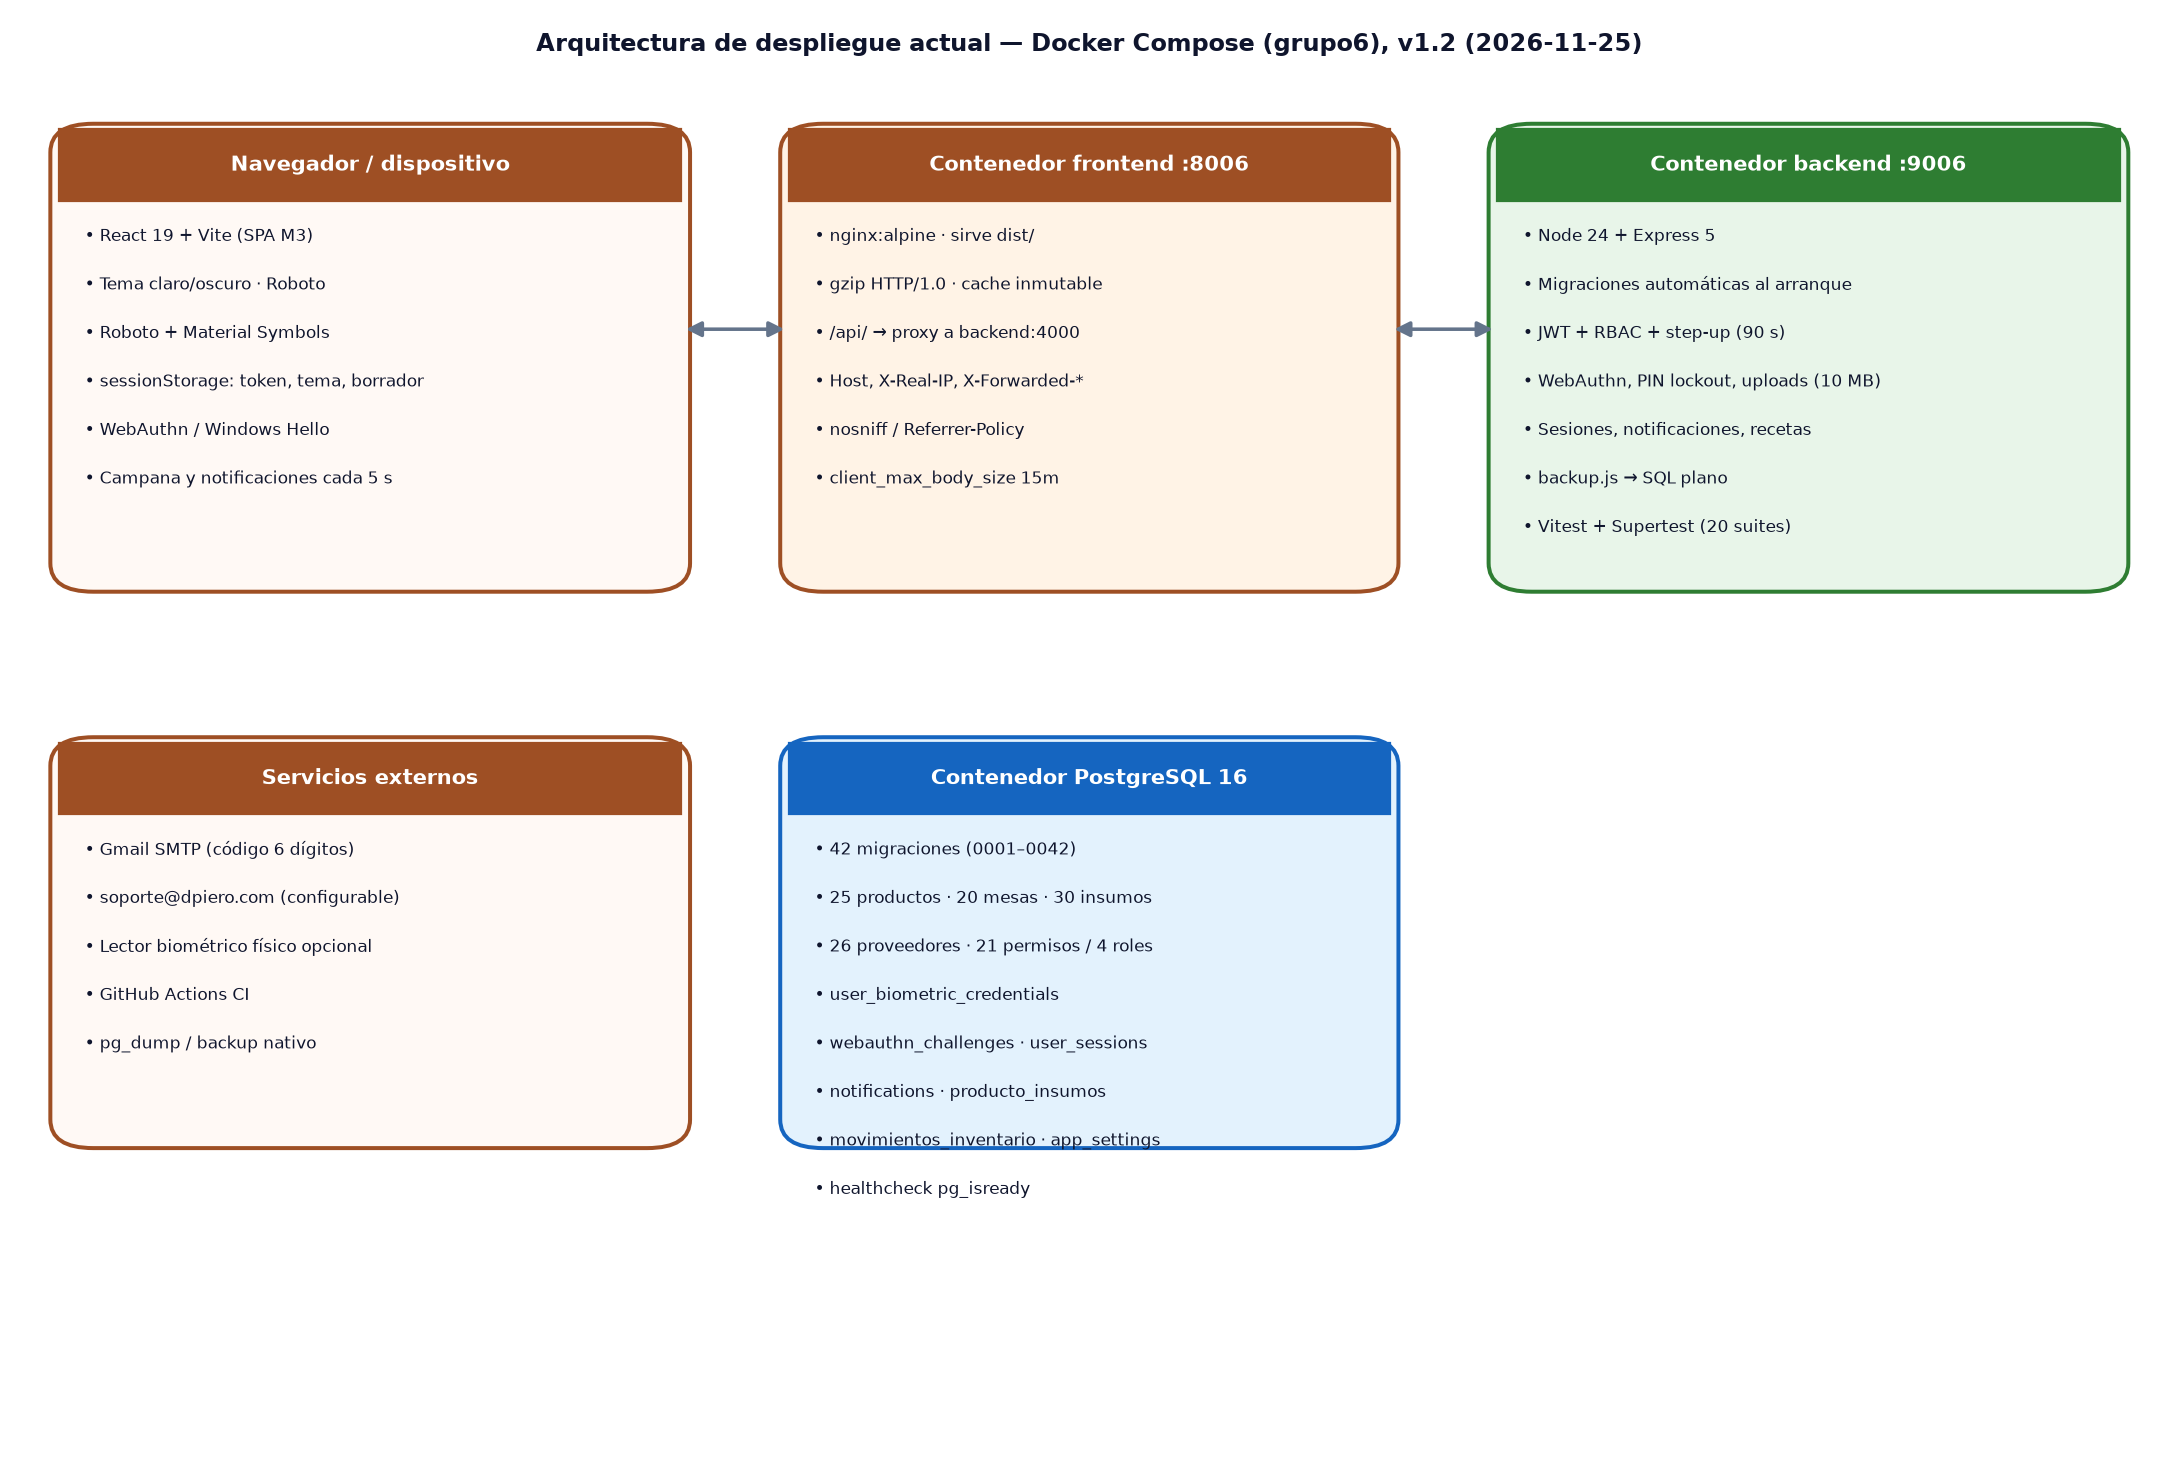 Arquitectura de despliegue actual — Docker Compose (grupo6), v1.2 (2026-11-25)
Navegador / dispositivo
• React 19 + Vite (SPA M3)
• Tema claro/oscuro · Roboto
• Roboto + Material Symbols
• sessionStorage: token, tema, borrador
• WebAuthn / Windows Hello
• Campana y notificaciones cada 5 s
Contenedor frontend :8006
• nginx:alpine · sirve dist/
• gzip HTTP/1.0 · cache inmutable
• /api/ → proxy a backend:4000
• Host, X-Real-IP, X-Forwarded-*
• nosniff / Referrer-Policy
• client_max_body_size 15m
Contenedor backend :9006
• Node 24 + Express 5
• Migraciones automáticas al arranque
• JWT + RBAC + step-up (90 s)
• WebAuthn, PIN lockout, uploads (10 MB)
• Sesiones, notificaciones, recetas
• backup.js → SQL plano
• Vitest + Supertest (20 suites)
Servicios externos
• Gmail SMTP (código 6 dígitos)
• soporte@dpiero.com (configurable)
• Lector biométrico físico opcional
• GitHub Actions CI
• pg_dump / backup nativo
Contenedor PostgreSQL 16
• 42 migraciones (0001–0042)
• 25 productos · 20 mesas · 30 insumos
• 26 proveedores · 21 permisos / 4 roles
• user_biometric_credentials
• webauthn_challenges · user_sessions
• notifications · producto_insumos
• movimientos_inventario · app_settings
• healthcheck pg_isready